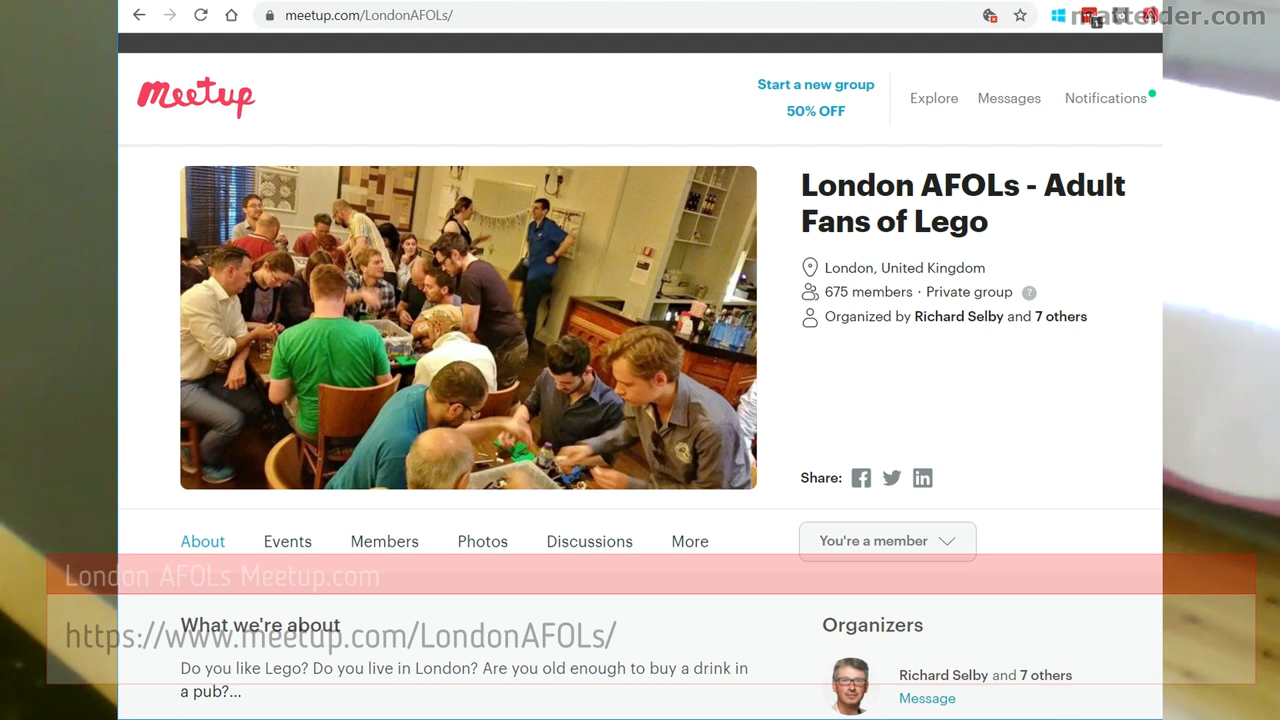 meetup.com/LondonAFOLs/
mattelder.com
meetup
Start a new group
50% OFF
Explore
Messages
Notifications
London AFOLs - Adult
Fans of Lego
London, United Kingdom
675 members · Private group ?
Organized by Richard Selby and 7 others
Share:
About
Events
Members
Photos
Discussions
More
You're a member
London AFOLs Meetup.com
What we're about
https://www.meetup.com/LondonAFOLs/
Do you like Lego? Do you live in London? Are you old enough to buy a drink in
a pub?...
Organizers
Richard Selby and 7 others
Message